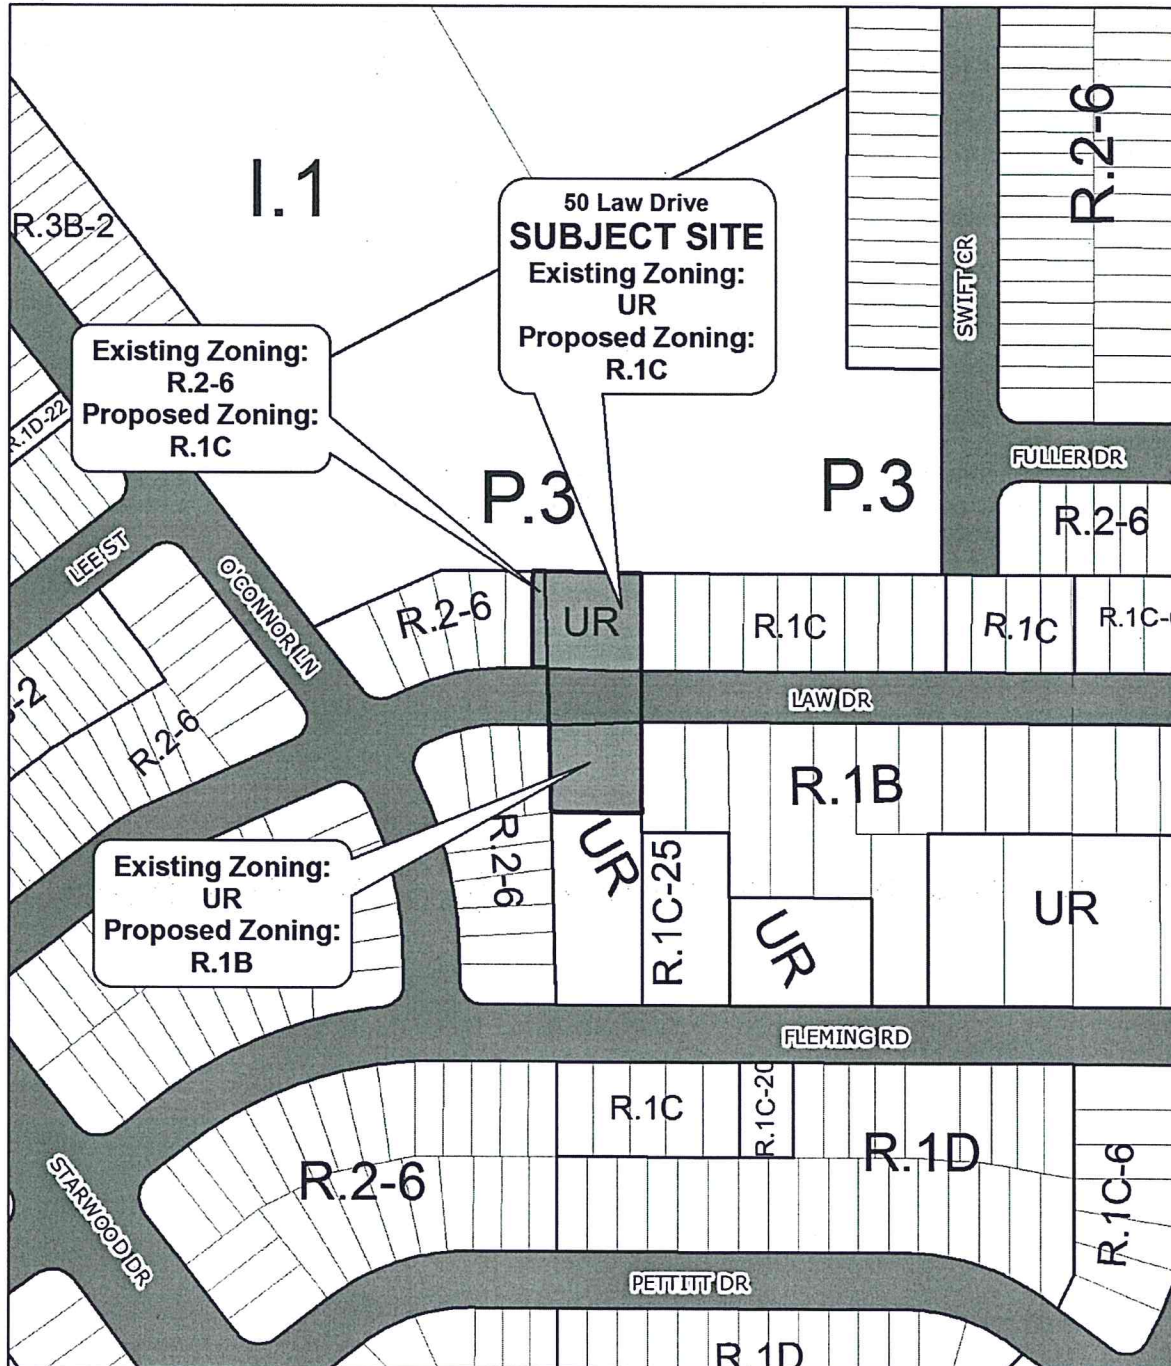 I.1
R.2-6
R.3B-2
50 Law Drive
SUBJECT SITE
Existing Zoning:
UR
Proposed Zoning:
R.1C
SWIFT CR
Existing Zoning:
R.2-6
Proposed Zoning:
R.1C
R.1D-22
P.3
P.3
FULLER DR
R.2-6
LEE ST
O'CONNOR LN
R.2-6
UR
R.1C
R.1C
LAW DR
R.2-6
R.1B
R.2-6
UR
R.1C-25
UR
UR
Existing Zoning:
UR
Proposed Zoning:
R.1B
FLEMING RD
R.1C
R.1C-20
R.1D
R.1C-6
R.2-6
STARWOOD DR
PETTITT DR
R.1D